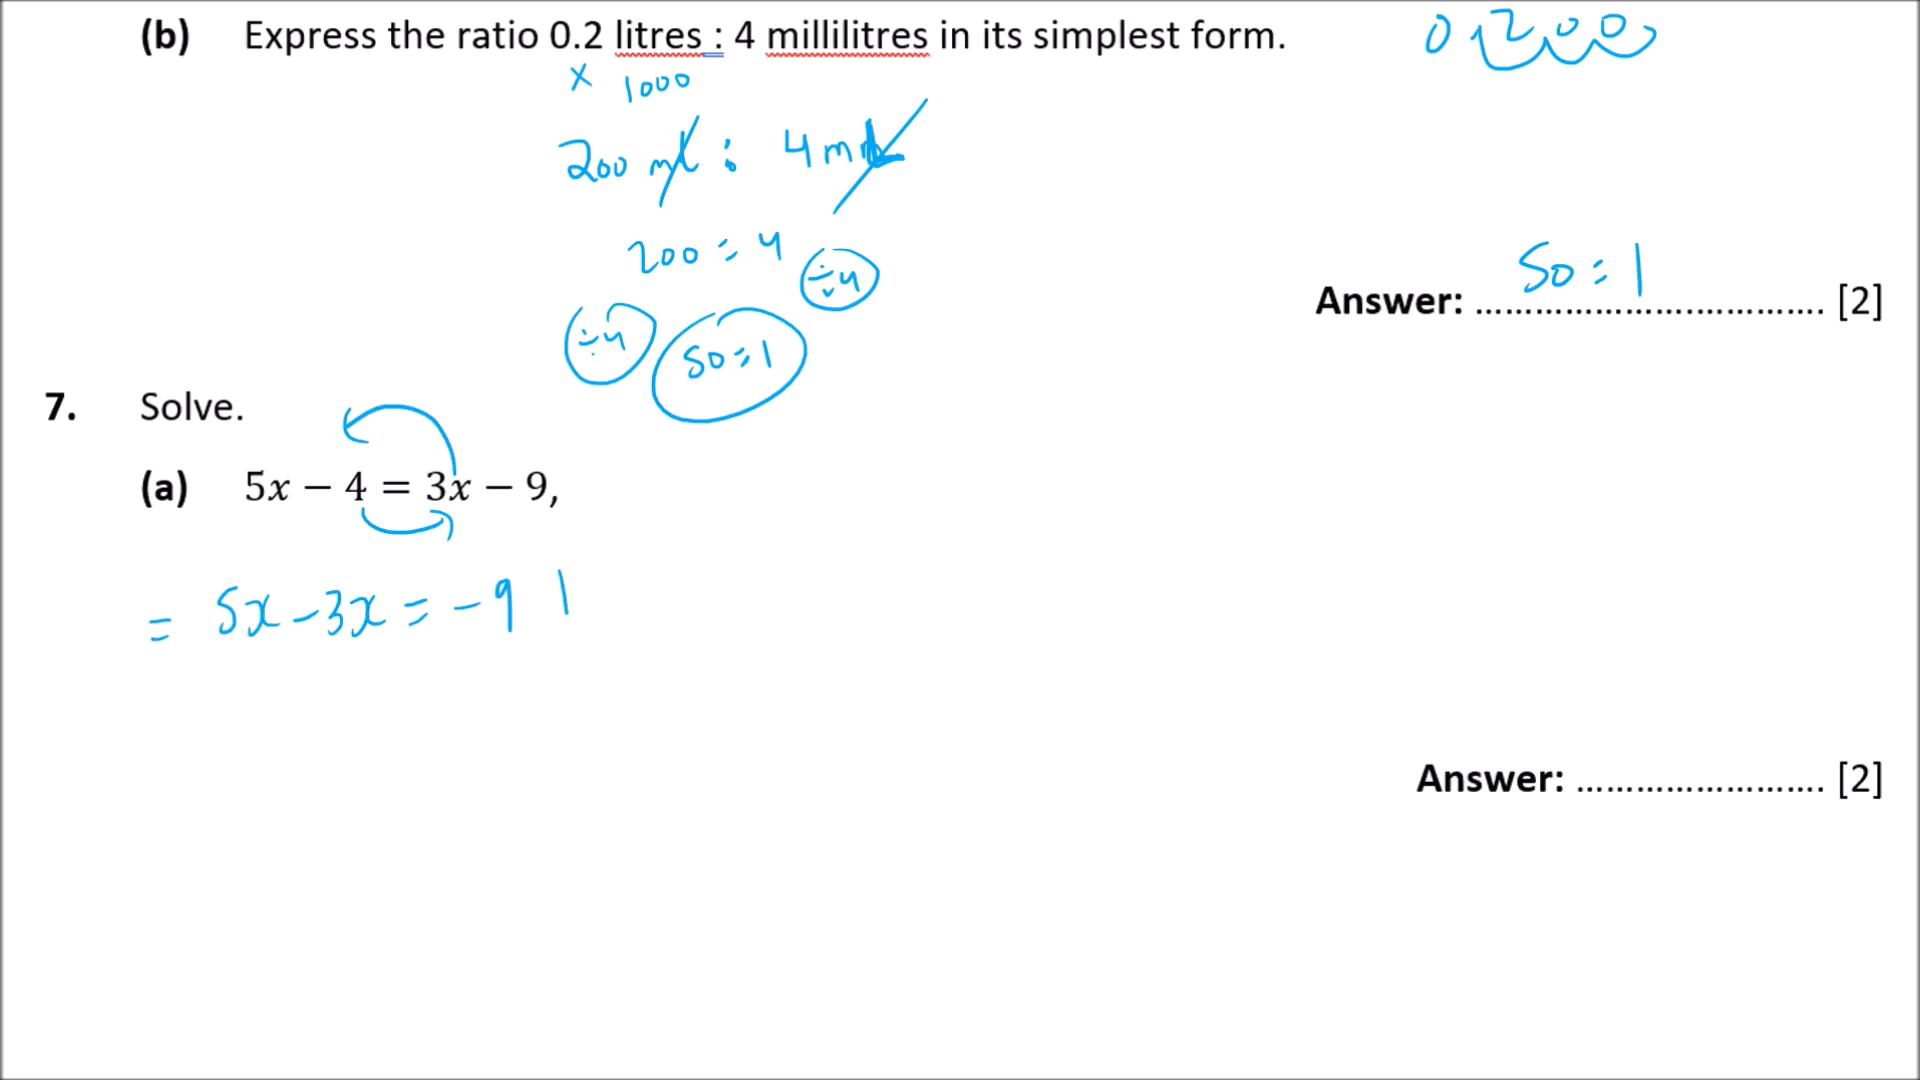 (b) Express the ratio 0.2 litres : 4 millilitres in its simplest form.
0.200
× 1000
200 ml : 4 ml
200 : 4
÷4
÷4
50 : 1
Answer: 50 : 1 [2]
7. Solve.
(a) 5x − 4 = 3x − 9,
= 5x − 3x = −9 |
Answer: ........................ [2]